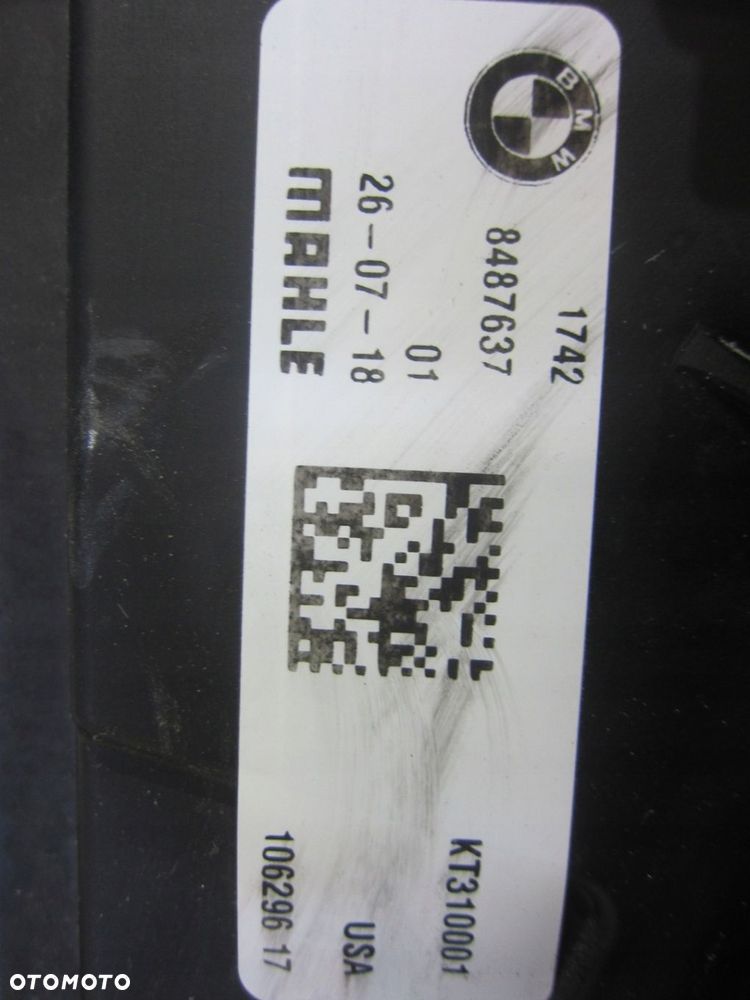 BMW
1742
8487637
01
26-07-18
MAHLE
KT310001
USA
106296 17
OTOMOTO